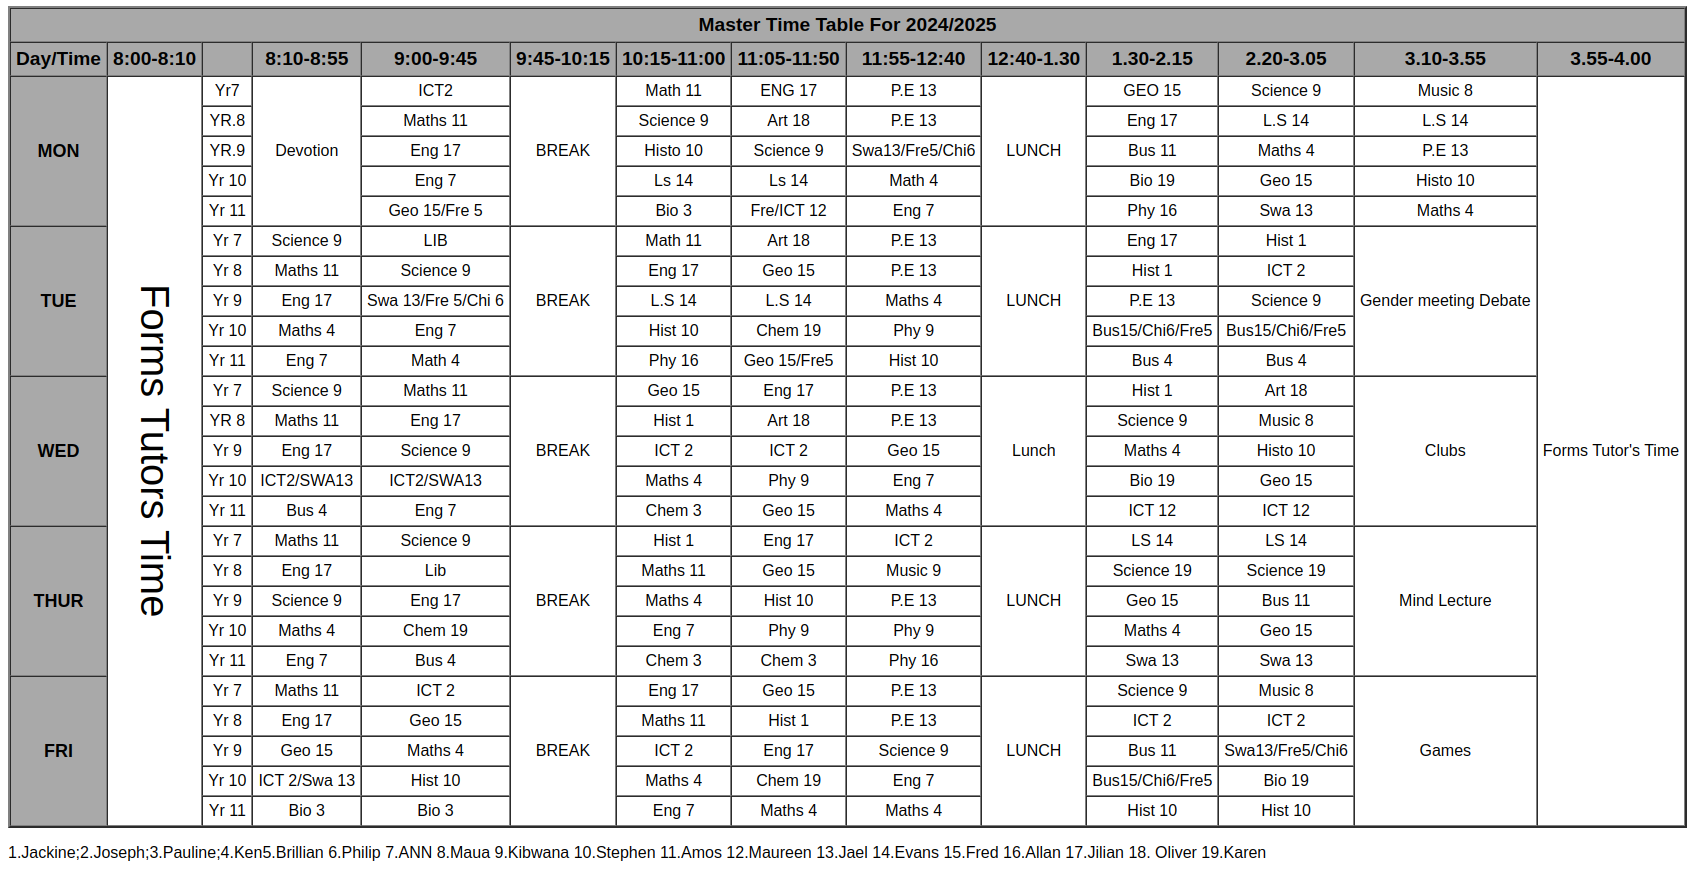 Master Time Table For 2024/2025
Day/Time 8:00-8:10 8:10-8:55 9:00-9:45 9:45-10:15 10:15-11:00 11:05-11:50 11:55-12:40 12:40-1.30 1.30-2.15 2.20-3.05 3.10-3.55 3.55-4.00
Forms Tutors Time
Forms Tutor's Time
MON
Devotion BREAK LUNCH
Yr7 ICT2 Math 11 ENG 17 P.E 13 GEO 15 Science 9 Music 8
YR.8 Maths 11 Science 9 Art 18 P.E 13 Eng 17 L.S 14 L.S 14
YR.9 Eng 17 Histo 10 Science 9 Swa13/Fre5/Chi6 Bus 11 Maths 4 P.E 13
Yr 10 Eng 7 Ls 14 Ls 14 Math 4 Bio 19 Geo 15 Histo 10
Yr 11 Geo 15/Fre 5 Bio 3 Fre/ICT 12 Eng 7 Phy 16 Swa 13 Maths 4
TUE
BREAK LUNCH Gender meeting Debate
Yr 7 Science 9 LIB Math 11 Art 18 P.E 13 Eng 17 Hist 1
Yr 8 Maths 11 Science 9 Eng 17 Geo 15 P.E 13 Hist 1 ICT 2
Yr 9 Eng 17 Swa 13/Fre 5/Chi 6 L.S 14 L.S 14 Maths 4 P.E 13 Science 9
Yr 10 Maths 4 Eng 7 Hist 10 Chem 19 Phy 9 Bus15/Chi6/Fre5 Bus15/Chi6/Fre5
Yr 11 Eng 7 Math 4 Phy 16 Geo 15/Fre5 Hist 10 Bus 4 Bus 4
WED
BREAK Lunch Clubs
Yr 7 Science 9 Maths 11 Geo 15 Eng 17 P.E 13 Hist 1 Art 18
YR 8 Maths 11 Eng 17 Hist 1 Art 18 P.E 13 Science 9 Music 8
Yr 9 Eng 17 Science 9 ICT 2 ICT 2 Geo 15 Maths 4 Histo 10
Yr 10 ICT2/SWA13 ICT2/SWA13 Maths 4 Phy 9 Eng 7 Bio 19 Geo 15
Yr 11 Bus 4 Eng 7 Chem 3 Geo 15 Maths 4 ICT 12 ICT 12
THUR
BREAK LUNCH Mind Lecture
Yr 7 Maths 11 Science 9 Hist 1 Eng 17 ICT 2 LS 14 LS 14
Yr 8 Eng 17 Lib Maths 11 Geo 15 Music 9 Science 19 Science 19
Yr 9 Science 9 Eng 17 Maths 4 Hist 10 P.E 13 Geo 15 Bus 11
Yr 10 Maths 4 Chem 19 Eng 7 Phy 9 Phy 9 Maths 4 Geo 15
Yr 11 Eng 7 Bus 4 Chem 3 Chem 3 Phy 16 Swa 13 Swa 13
FRI
BREAK LUNCH Games
Yr 7 Maths 11 ICT 2 Eng 17 Geo 15 P.E 13 Science 9 Music 8
Yr 8 Eng 17 Geo 15 Maths 11 Hist 1 P.E 13 ICT 2 ICT 2
Yr 9 Geo 15 Maths 4 ICT 2 Eng 17 Science 9 Bus 11 Swa13/Fre5/Chi6
Yr 10 ICT 2/Swa 13 Hist 10 Maths 4 Chem 19 Eng 7 Bus15/Chi6/Fre5 Bio 19
Yr 11 Bio 3 Bio 3 Eng 7 Maths 4 Maths 4 Hist 10 Hist 10
1.Jackine;2.Joseph;3.Pauline;4.Ken5.Brillian 6.Philip 7.ANN 8.Maua 9.Kibwana 10.Stephen 11.Amos 12.Maureen 13.Jael 14.Evans 15.Fred 16.Allan 17.Jilian 18. Oliver 19.Karen